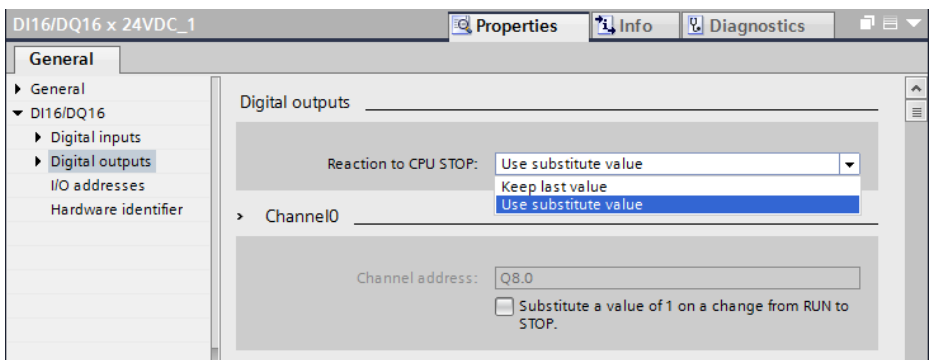 DI16/DQ16 x 24VDC_1
Properties
Info
Diagnostics
General
General
DI16/DQ16
Digital inputs
Digital outputs
I/O addresses
Hardware identifier
Digital outputs
Reaction to CPU STOP:
Use substitute value
Keep last value
Use substitute value
Channel0
Channel address:
Q8.0
Substitute a value of 1 on a change from RUN to
STOP.